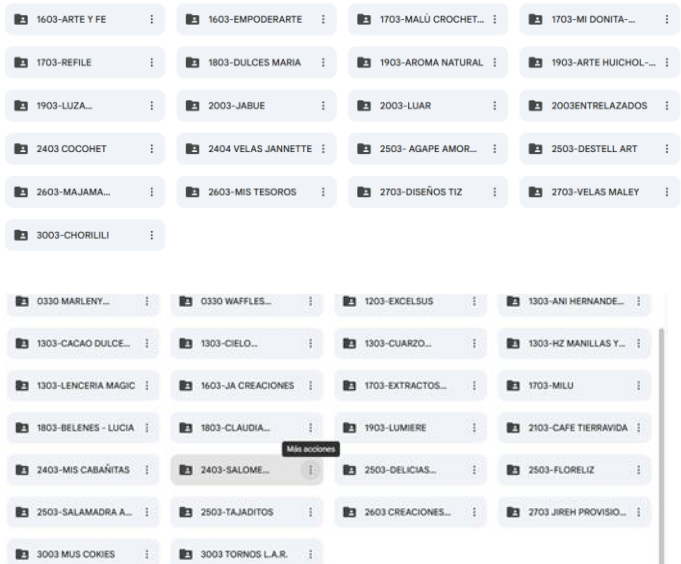 1603-ARTE Y FE
1603-EMPODERARTE
1703-MALÙ CROCHET...
1703-MI DONITA-...
1703-REFILE
1803-DULCES MARIA
1903-AROMA NATURAL
1903-ARTE HUICHOL-...
1903-LUZA...
2003-JABUE
2003-LUAR
2003ENTRELAZADOS
2403 COCOHET
2404 VELAS JANNETTE
2503- AGAPE AMOR...
2503-DESTELL ART
2603-MAJAMA...
2603-MIS TESOROS
2703-DISEÑOS TIZ
2703-VELAS MALEY
3003-CHORILILI
0330 MARLENY...
0330 WAFFLES...
1203-EXCELSUS
1303-ANI HERNANDE...
1303-CACAO DULCE...
1303-CIELO...
1303-CUARZO...
1303-HZ MANILLAS Y...
1303-LENCERIA MAGIC
1603-JA CREACIONES
1703-EXTRACTOS...
1703-MILU
1803-BELENES - LUCIA
1803-CLAUDIA...
1903-LUMIERE
2103-CAFE TIERRAVIDA
Más acciones
2403-MIS CABAÑITAS
2403-SALOME...
2503-DELICIAS...
2503-FLORELIZ
2503-SALAMADRA A...
2503-TAJADITOS
2603 CREACIONES...
2703 JIREH PROVISIO...
3003 MUS COKIES
3003 TORNOS L.A.R.